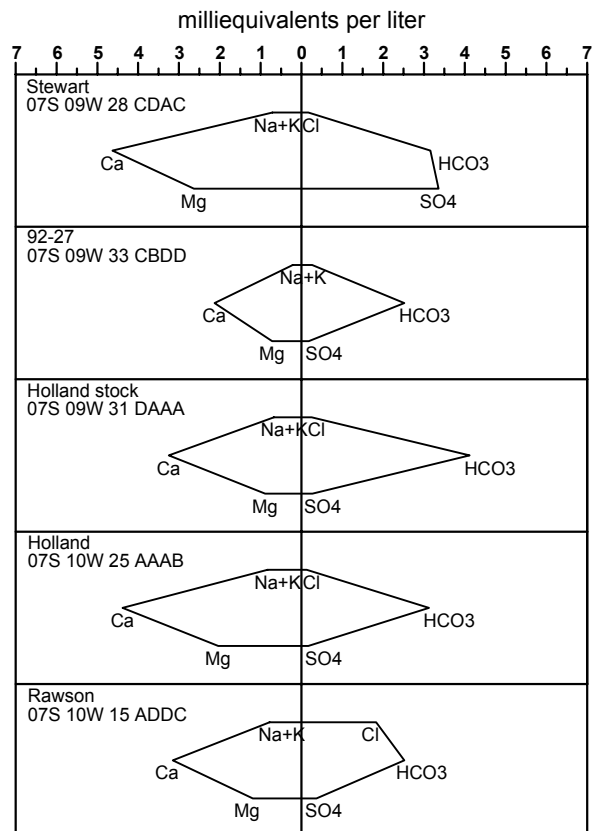 milliequivalents per liter
7 6 5 4 3 2 1 0 1 2 3 4 5 6 7
Stewart
07S 09W 28 CDAC
Na+KCl
Ca HCO3
Mg SO4
92-27
07S 09W 33 CBDD
Na+K
Ca HCO3
Mg SO4
Holland stock
07S 09W 31 DAAA
Na+KCl
Ca HCO3
Mg SO4
Holland
07S 10W 25 AAAB
Na+KCl
Ca HCO3
Mg SO4
Rawson
07S 10W 15 ADDC
Na+K Cl
Ca HCO3
Mg SO4